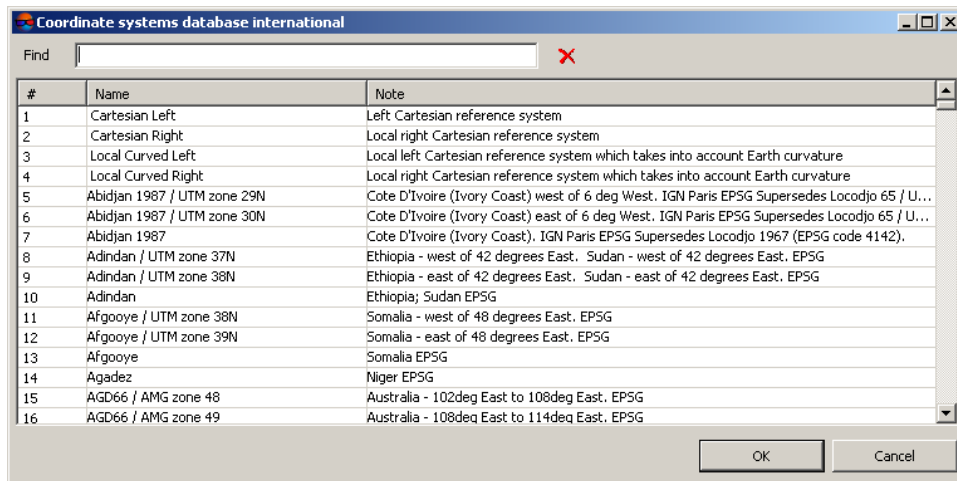 Coordinate systems database international
Find
# Name Note
1 Cartesian Left Left Cartesian reference system
2 Cartesian Right Local right Cartesian reference system
3 Local Curved Left Local left Cartesian reference system which takes into account Earth curvature
4 Local Curved Right Local right Cartesian reference system which takes into account Earth curvature
5 Abidjan 1987 / UTM zone 29N Cote D'Ivoire (Ivory Coast) west of 6 deg West. IGN Paris EPSG Supersedes Locodjo 65 / U...
6 Abidjan 1987 / UTM zone 30N Cote D'Ivoire (Ivory Coast) east of 6 deg West. IGN Paris EPSG Supersedes Locodjo 65 / U...
7 Abidjan 1987 Cote D'Ivoire (Ivory Coast). IGN Paris EPSG Supersedes Locodjo 1967 (EPSG code 4142).
8 Adindan / UTM zone 37N Ethiopia - west of 42 degrees East. Sudan - west of 42 degrees East. EPSG
9 Adindan / UTM zone 38N Ethiopia - east of 42 degrees East. Sudan - east of 42 degrees East. EPSG
10 Adindan Ethiopia; Sudan EPSG
11 Afgooye / UTM zone 38N Somalia - west of 48 degrees East. EPSG
12 Afgooye / UTM zone 39N Somalia - east of 48 degrees East. EPSG
13 Afgooye Somalia EPSG
14 Agadez Niger EPSG
15 AGD66 / AMG zone 48 Australia - 102deg East to 108deg East. EPSG
16 AGD66 / AMG zone 49 Australia - 108deg East to 114deg East. EPSG
OK Cancel